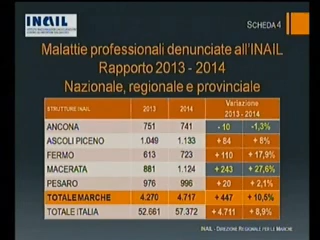 INAIL
SCHEDA 4
Malattie professionali denunciate all'INAIL
Rapporto 2013 - 2014
Nazionale, regionale e provinciale
STRUTTURE INAIL 2013 2014 Variazione 2013 - 2014
ANCONA 751 741 - 10 -1,3%
ASCOLI PICENO 1.049 1.133 + 84 + 8%
FERMO 613 723 + 110 + 17,9%
MACERATA 881 1.124 + 243 + 27,6%
PESARO 976 996 + 20 + 2,1%
TOTALE MARCHE 4.270 4.717 + 447 + 10,5%
TOTALE ITALIA 52.661 57.372 + 4.711 + 8,9%
INAIL - DIREZIONE REGIONALE PER LE MARCHE